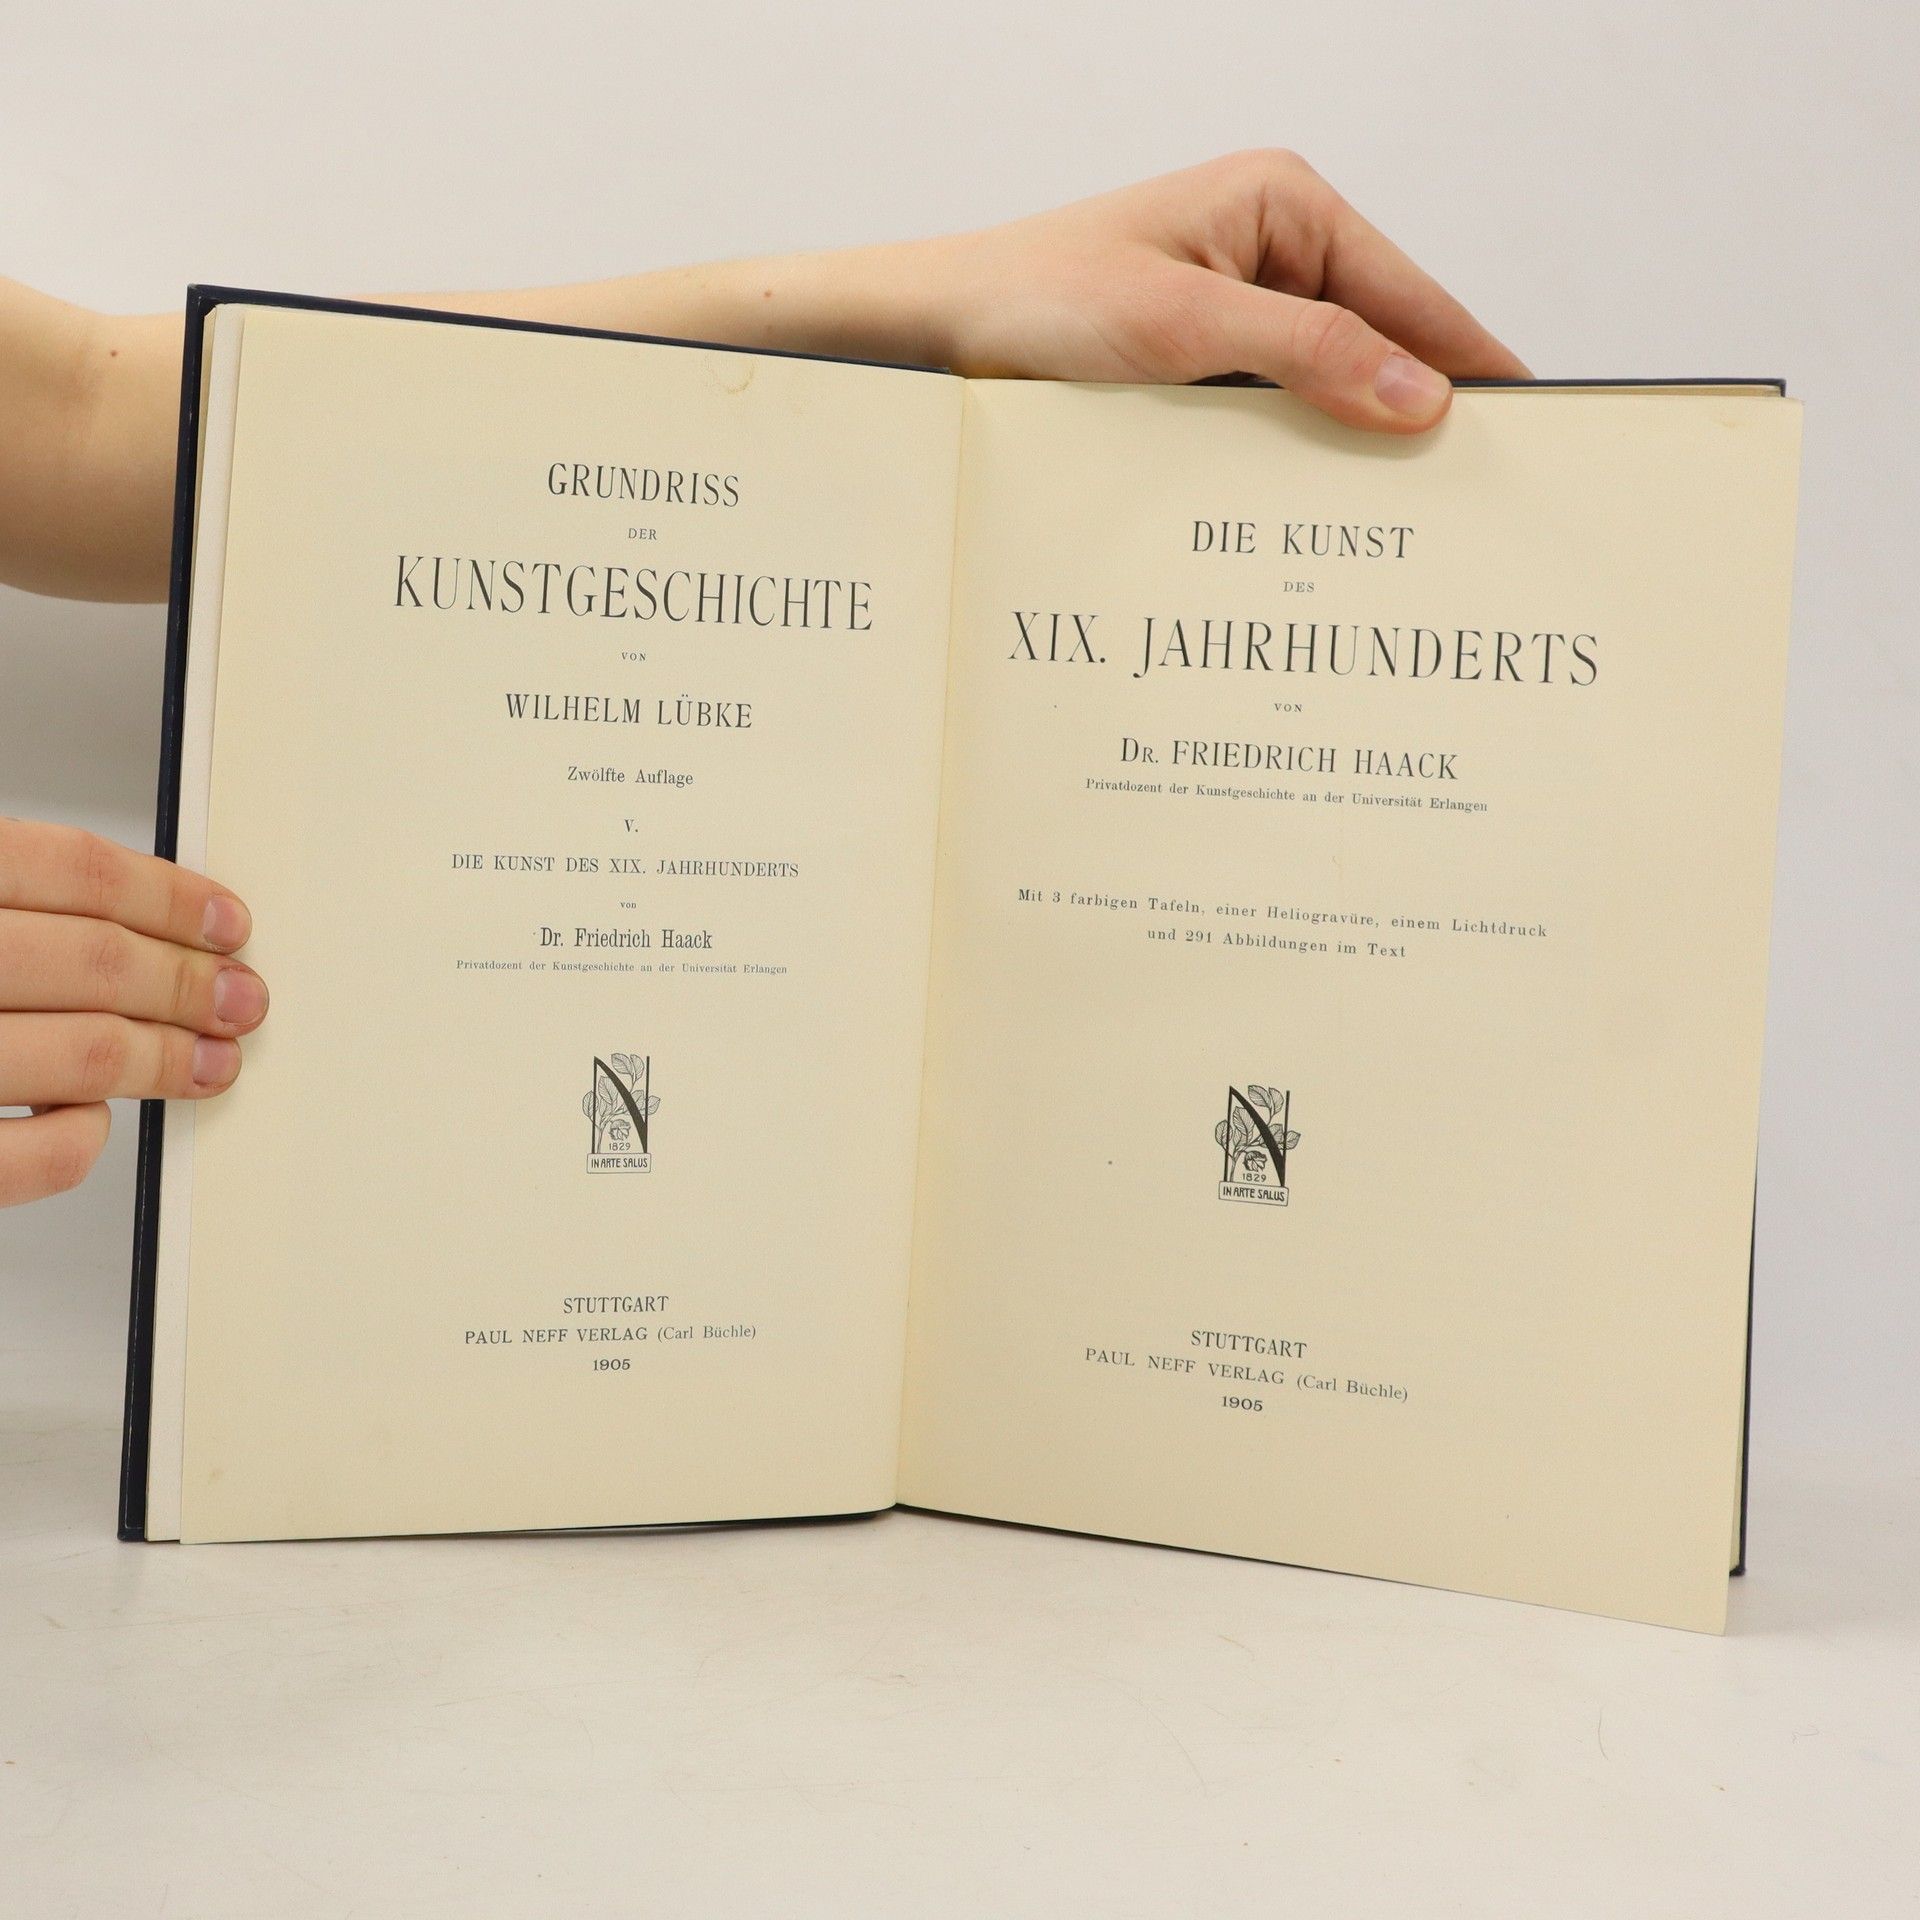 GRUNDRISS
DER
KUNSTGESCHICHTE
VON
WILHELM LÜBKE
Zwölfte Auflage
V.
DIE KUNST DES XIX. JAHRHUNDERTS
von
Dr. Friedrich Haack
Privatdozent der Kunstgeschichte an der Universität Erlangen
N
1829
IN ARTE SALUS
STUTTGART
PAUL NEFF VERLAG (Carl Büchle)
1905
DIE KUNST
DES
XIX. JAHRHUNDERTS
VON
DR. FRIEDRICH HAACK
Privatdozent der Kunstgeschichte an der Universität Erlangen
Mit 3 farbigen Tafeln, einer Heliogravüre, einem Lichtdruck
und 291 Abbildungen im Text
N
1829
IN ARTE SALUS
STUTTGART
PAUL NEFF VERLAG (Carl Büchle)
1905